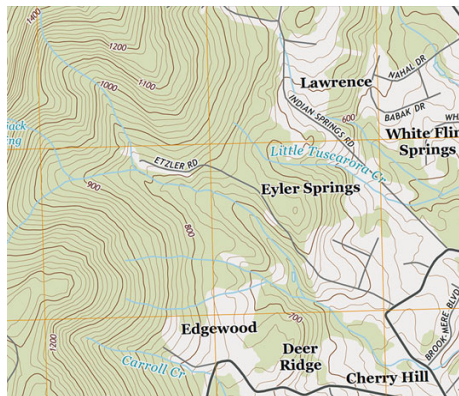 1400
1200
1100
1000
Lawrence
NAHAL DR
INDIAN SPRINGS RD
600
BABAK DR
WH
White Flin
Springs
ETZLER RD
Little Tuscarora Cr
900
Eyler Springs
800
700
Edgewood
1200
Carroll Cr
Deer
Ridge
Cherry Hill
BROOK-MERE BLVD